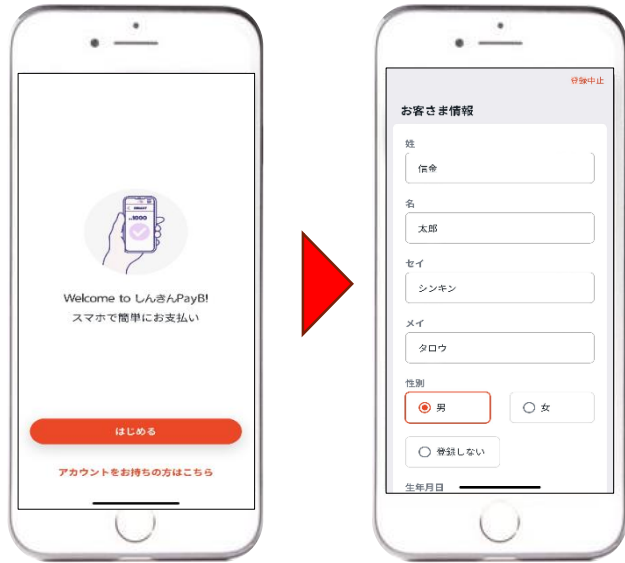 Welcome to しんきんPayB!
スマホで簡単にお支払い
はじめる
アカウントをお持ちの方はこちら
登録中止
お客さま情報
姓
信金
名
太郎
セイ
シンキン
メイ
タロウ
性別
男
女
登録しない
生年月日